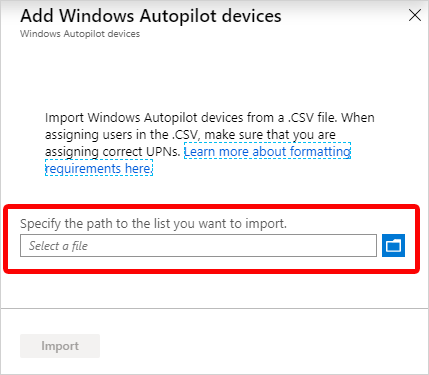 Add Windows Autopilot devices
Windows Autopilot devices
Import Windows Autopilot devices from a .CSV file. When
assigning users in the .CSV, make sure that you are
assigning correct UPNs. Learn more about formatting
requirements here.
Specify the path to the list you want to import.
Select a file
Import